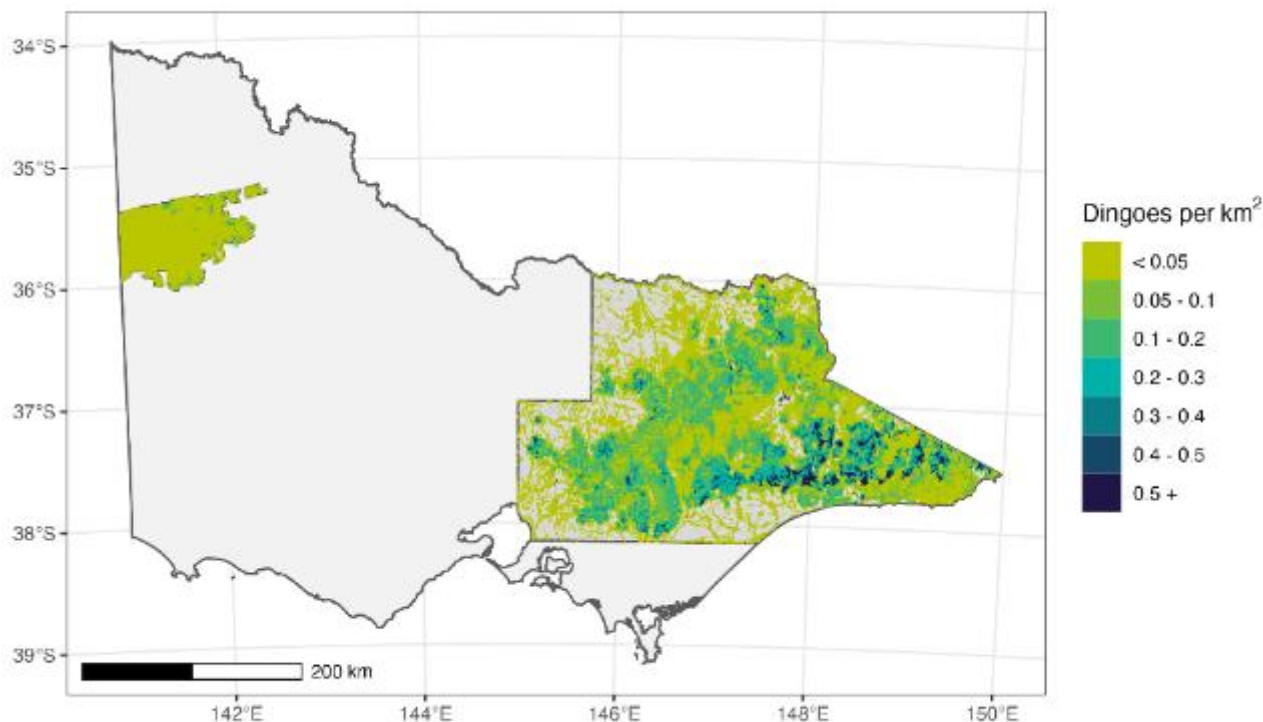 34°S
35°S
36°S
37°S
38°S
39°S
200 km
142°E
144°E
146°E
148°E
150°E
Dingoes per km²
< 0.05
0.05 - 0.1
0.1 - 0.2
0.2 - 0.3
0.3 - 0.4
0.4 - 0.5
0.5 +